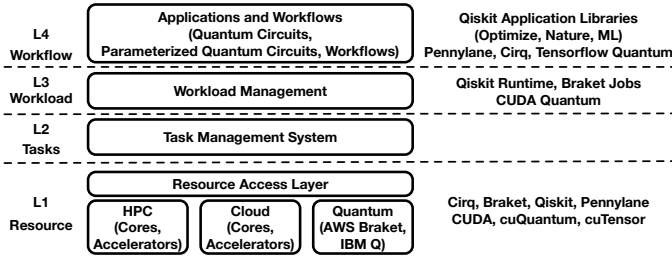 L4
Workflow
Applications and Workflows
(Quantum Circuits,
Parameterized Quantum Circuits, Workflows)
Qiskit Application Libraries
(Optimize, Nature, ML)
Pennylane, Cirq, Tensorflow Quantum
L3
Workload
Workload Management
Qiskit Runtime, Braket Jobs
CUDA Quantum
L2
Tasks
Task Management System
L1
Resource
Resource Access Layer
HPC
(Cores,
Accelerators)
Cloud
(Cores,
Accelerators)
Quantum
(AWS Braket,
IBM Q)
Cirq, Braket, Qiskit, Pennylane
CUDA, cuQuantum, cuTensor